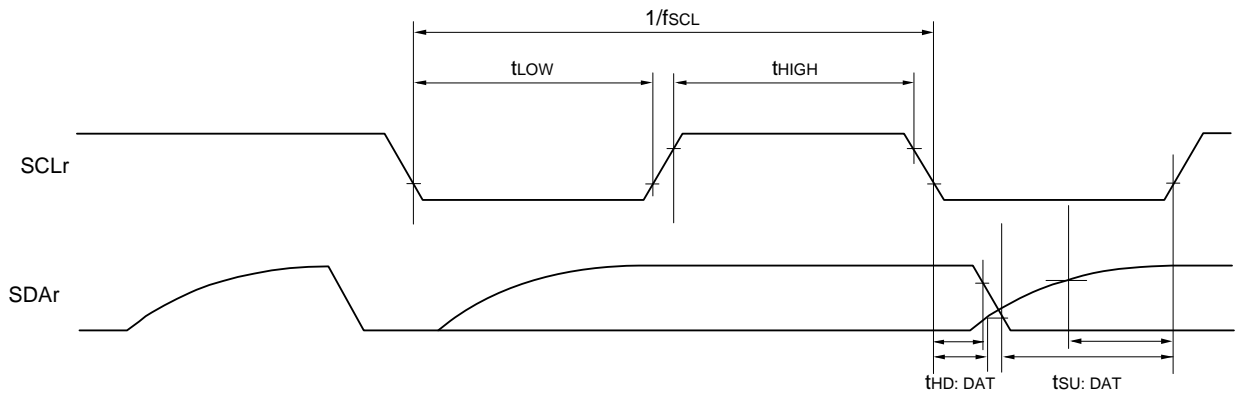 1/fSCL
tLOW
tHIGH
SCLr
SDAr
tHD: DAT
tSU: DAT